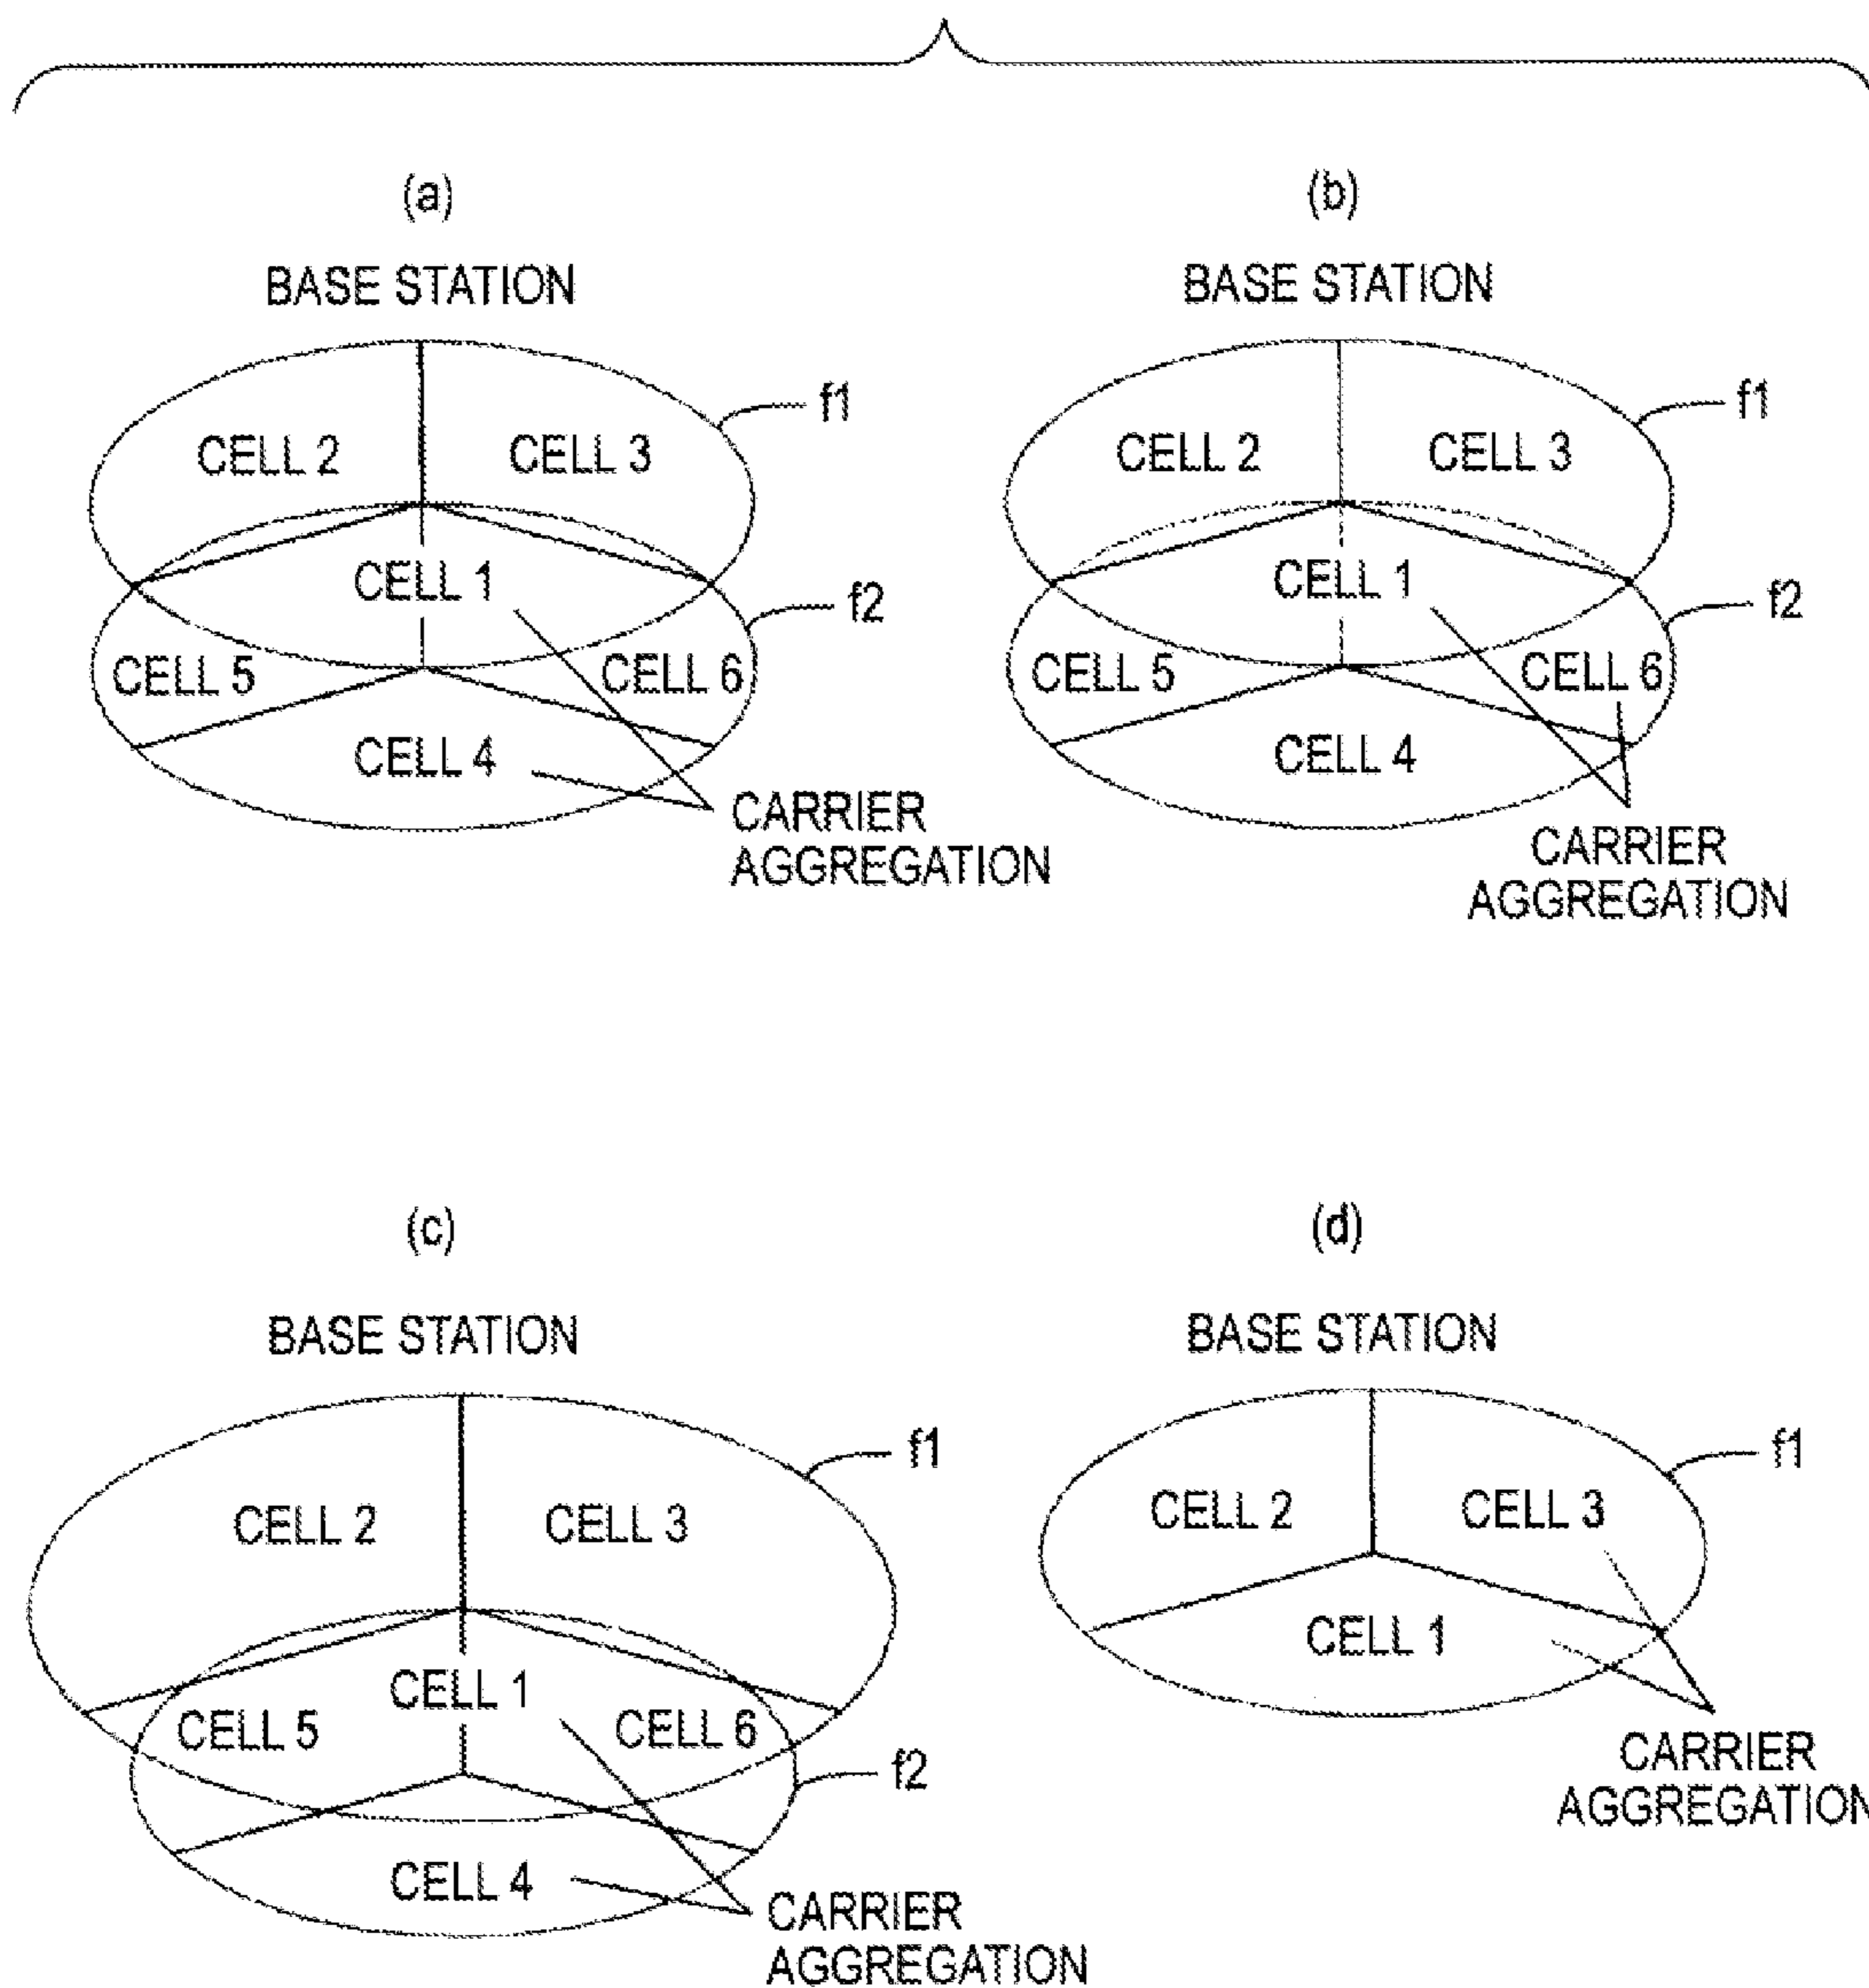 (a)
BASE STATION
f1
CELL 2
CELL 3
CELL 1
f2
CELL 5
CELL 6
CELL 4
CARRIER
AGGREGATION
(b)
BASE STATION
f1
CELL 2
CELL 3
CELL 1
f2
CELL 5
CELL 6
CELL 4
CARRIER
AGGREGATION
(c)
BASE STATION
f1
CELL 2
CELL 3
CELL 1
CELL 5
CELL 6
f2
CELL 4
CARRIER
AGGREGATION
(d)
BASE STATION
f1
CELL 2
CELL 3
CELL 1
CARRIER
AGGREGATION